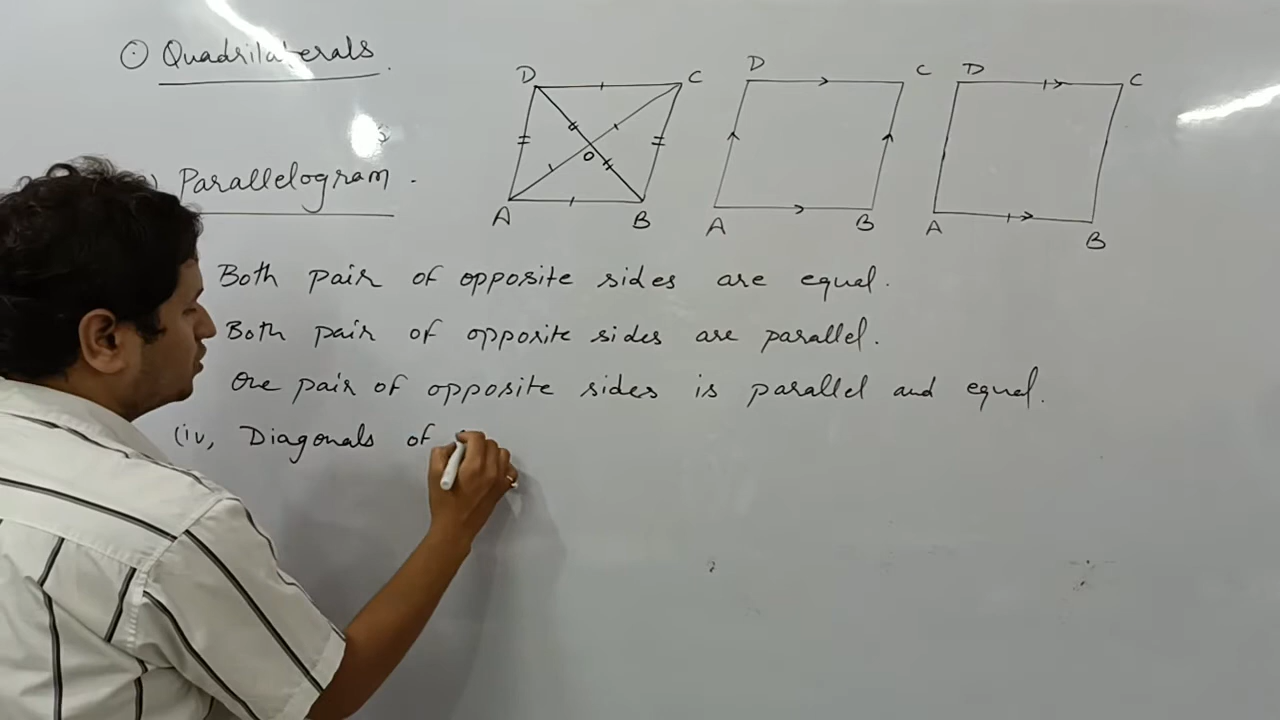 Quadrilaterals.
D C D C D C
O
A B A B A B
Parallelogram.
Both pair of opposite sides are equal.
Both pair of opposite sides are parallel.
One pair of opposite sides is parallel and equal.
(iv, Diagonals of